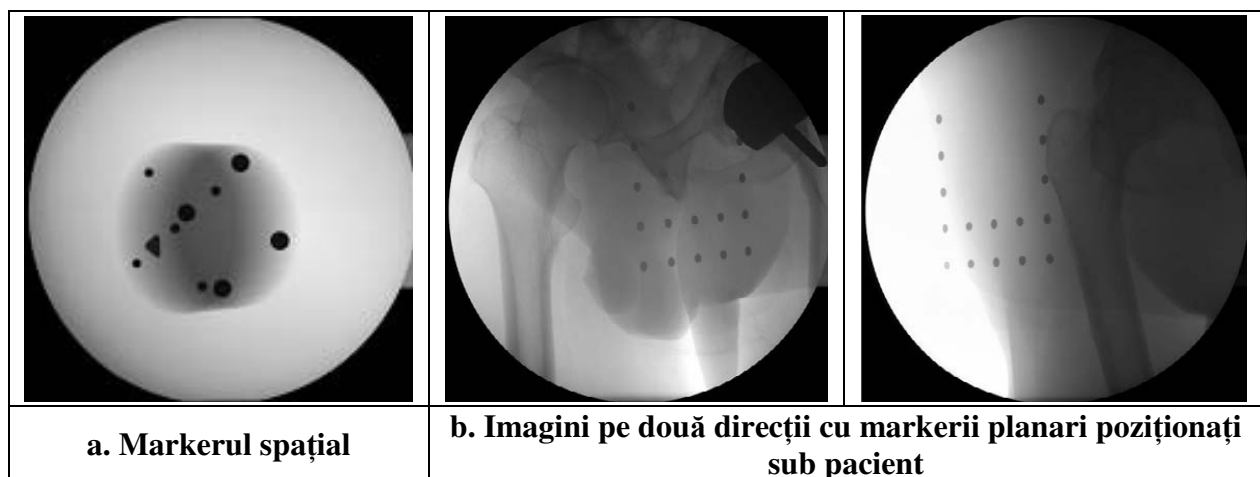 a. Markerul spațial
b. Imagini pe două direcții cu markerii planari poziționați
sub pacient